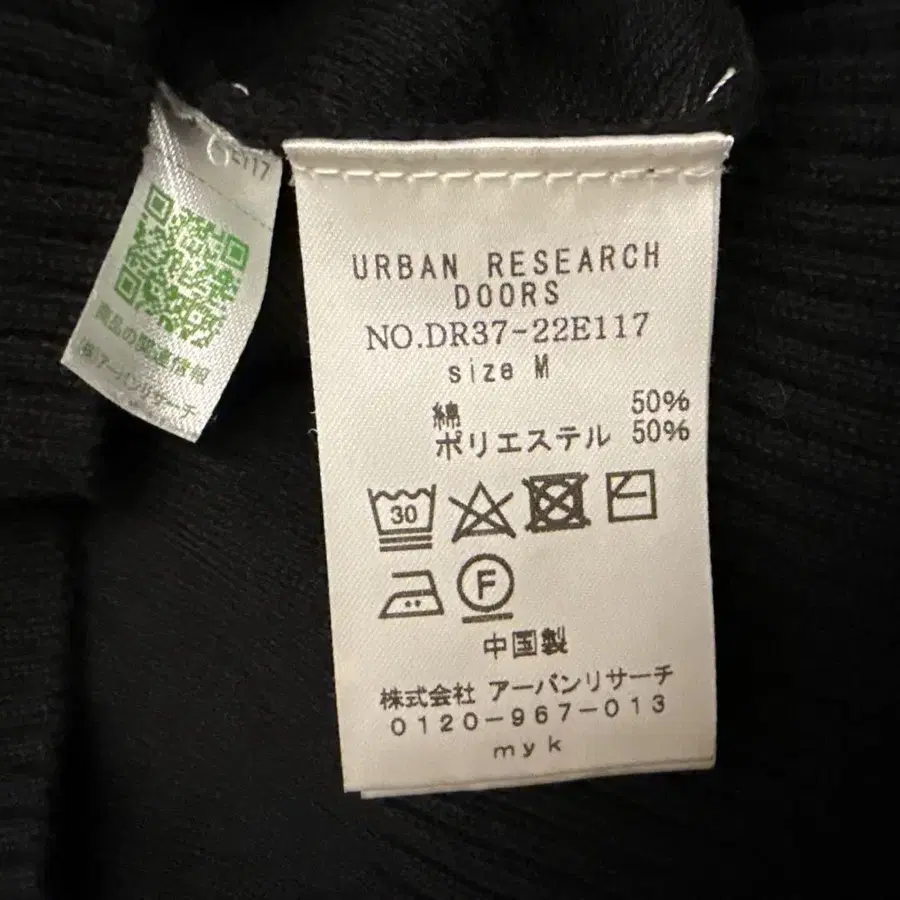 E117
商品の関連情報
(株)アーバンリサーチ
URBAN RESEARCH
DOORS
NO.DR37-22E117
size M
綿 50%
ポリエステル 50%
30
F
中国製
株式会社 アーバンリサーチ
0120-967-013
myk